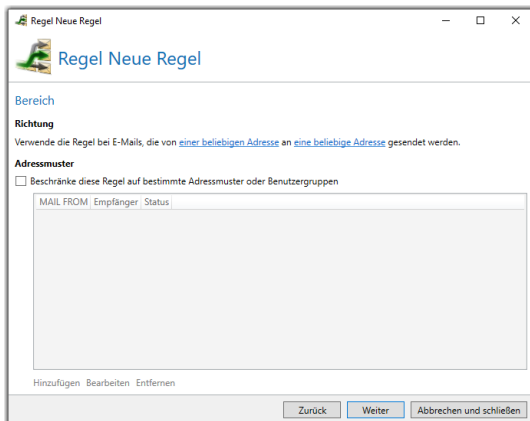 Regel Neue Regel
Regel Neue Regel
Bereich
Richtung
Verwende die Regel bei E-Mails, die von einer beliebigen Adresse an eine beliebige Adresse gesendet werden.
Adressmuster
Beschränke diese Regel auf bestimmte Adressmuster oder Benutzergruppen
MAIL FROM Empfänger Status
Hinzufügen Bearbeiten Entfernen
Zurück Weiter Abbrechen und schließen